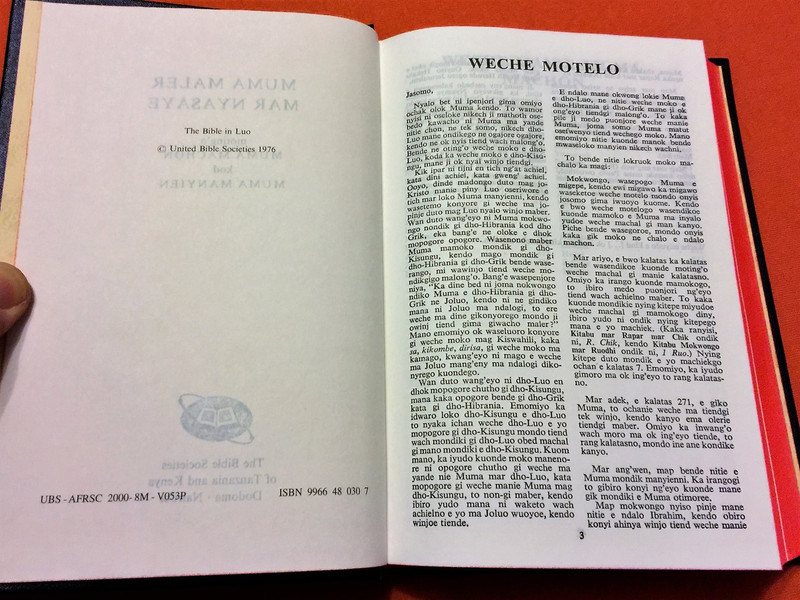 The Bible in Luo
© United Bible Societies 1976
UBS - AFRSC 2000- 8M - V053P
ISBN 9966 48 030 7
WECHE MOTELO
Jasomo,
Nyalo bet ni ipenjori gima omiyo
ochak olok Muma kendo. To wamor
nyisi ni oseloke nikech ji mathoth ose-
bedo kawacho ni Muma ma yande
nitie chon, ne tek somo, nikech dho-
Luo mane ondikego ne ogajore ogajore,
kendo ne ok nyis tiend wach malong'o.
Bende ne oting'o weche moko e dho-
Luo, koda ka weche moko e dho-Kisu-
ngu, mane ji ok nyal winjo tiendgi.
Kik ipar ni tijni en tich ng'at achiel,
kata dini achiel, kata gweng' achiel.
Ooyo, dinde madongo duto mag jo-
Kristo manie piny Luo oseriwore e
tich mar loko Muma manyienni, kendo
wasetemo konyore gi weche ma jo-
pinje duto mag Luo nyalo winjo maber.
Wan duto wang'eyo ni Muma mokwo-
ngo nondik gi dho-Hibrania kod dho
Grik, eka bang'e ne oloke e dhok
mopogore opogore. Wasenono maber
Muma mamoko mondik gi dho-
Kisungu, kendo mago mondik gi
dho-Hibrania gi dho-Grik bende wase-
rango, mi wawinjo tiend weche mo-
ndikgigo malong'o. Bang'e wasepenjore
niya, "Ka dine bed ni joma nokwongo
ndiko Muma e dho-Hibrania gi dho-
Grik ne Joluo, kendo ni ne gindiko
mana ni Joluo ma ndalogi, to ere
weche ma dine gikonyorego mondo ji
owinj tiend gima giwacho maler?"
Mano emomiyo ok waseluoro konyore
gi weche moko mag Kiswahili, kaka
sa, kikombe, dirisa, gi weche moko ma
kamago, kwang'eyo ni mago e weche ma
Joluo mang'eny ma ndalogi diko-
nyorego kuondego.
Wan duto wang'eyo ni dho-Luo en
dhok mopogore chutho gi dho-Kisungu,
mana kaka opogore bende gi dho-Grik
kata gi dho-Hibrania. Emomiyo ka
idwaro loko dho-Kisungu e dho-Luo
to nyaka ichan weche dho-Luo e yo
mopogore gi weche dho-Kisungu mondo tiend
wach mondiki gi dho-Luo obed machal
gi mano mondiki e dho-Kisungu. Kuom
mano, ka iyudo kuonde moko maneno-
re ni opogore chutho gi weche ma
yande nie Muma mar dho-Luo, kata
mopogore gi weche manie Muma mag
dho-Kisungu, to non-gi maber, kendo
ibiro yudo mana ni waketo wach
achielno e yo ma Joluo wuoyoe, kendo
winjoe tiende.
E ndalo mane okwong lokie Muma
e dho-Luo, ne nitie weche moko e
dho-Kisungu gi dho-Grik mane ji ok
ong'eyo tiendgi malong'o. To kaka
pile ji medo puonjore weche manie
Muma, joma somo Muma matut
osefwenyo tiend wechego moko. Mano
emomiyo nitie kuonde manok bende
mwaseloko manyien nikech wachni.
To bende nitie lokruok moko ma-
chalo ka magi:
Mokwongo, wasepogo Muma e
migepe, kendo ewi migawo ka migawo
wasketoe weche motelo mondo onyis
josomo gima iwuoyo kuome. Kendo
e bwo weche motelogo wasendikoe
kuonde mamoko e Muma ma inyalo
yudoe weche machal gi man kanyo.
Piche bende wasegoroe, mondo onyis
kaka gik moko ne chalo e ndalo
machon.
Mar ariyo, e bwo kalatas ka kalatas
bende wasendikoe kuonde moting'o
weche machal gi manie kalatasno.
Omiyo ka irango kuonde mamokogo,
to ibiro medo puonjori ng'eyo
tiend wach achielno maber. To kaka
kuonde mondikie nying kitepe miyudoe
weche machal gi mamokogo diny,
ibiro yudo ni ondik nying kitepego
mana e yo machiek. (Kaka ranyisi,
Kitabu mar Rapar mar Chik ondik
ni, R. Chik, kendo Kitabu Mokwongo
mar Ruodhi ondik ni, 1 Ruo.) Nying
kitepe duto mondik e yo machiekgo
ochan e kalatas 7. Emomiyo, ka iyudo
gimoro ma ok ing'eyo to rang kalatas-
no.
Mar adek, e kalatas 271, e giko
Muma, to ochanie weche ma tiendgi
tek winjo, kendo kanyo ema olerie
tiendgi maber. Omiyo ka inwang'o
wach moro ma ok ing'eyo tiende, to
rang kalatasno, mondo ine ane kondike
kanyo.
Mar ang'wen, map bende nitie e
Muma mondik manyienni. Ka irangogi
to gibiro konyi ng'eyo kuonde mane
gik mondiki e Muma otimoree.
Map mokwongo nyiso pinje mane
nitie e ndalo Ibrahim, kendo obiro
konyi ahinya winjo tiend weche manie
3